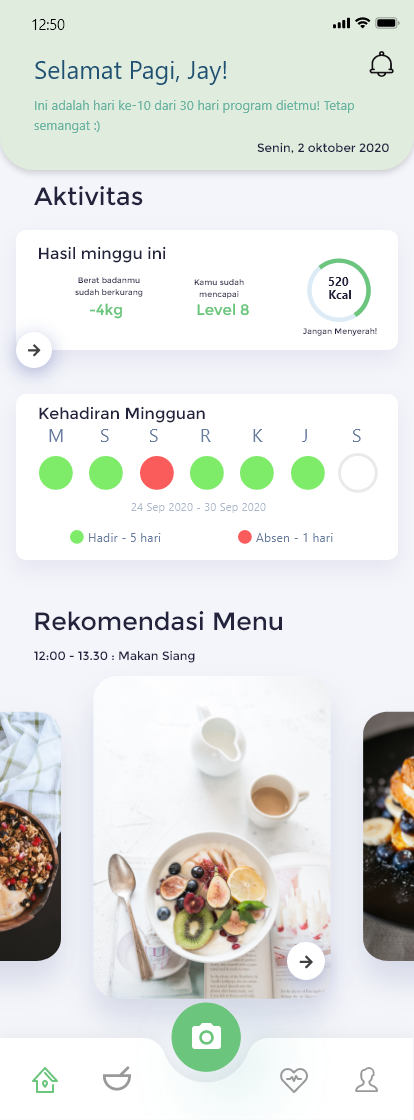 12:50
Selamat Pagi, Jay!
Ini adalah hari ke-10 dari 30 hari program dietmu! Tetap
semangat :)
Senin, 2 oktober 2020
Aktivitas
Hasil minggu ini
Berat badanmu
sudah berkurang
-4kg
Kamu sudah
mencapai
Level 8
520
Kcal
Jangan Menyerah!
Kehadiran Mingguan
M S S R K J S
24 Sep 2020 - 30 Sep 2020
Hadir - 5 hari
Absen - 1 hari
Rekomendasi Menu
12:00 - 13.30 : Makan Siang